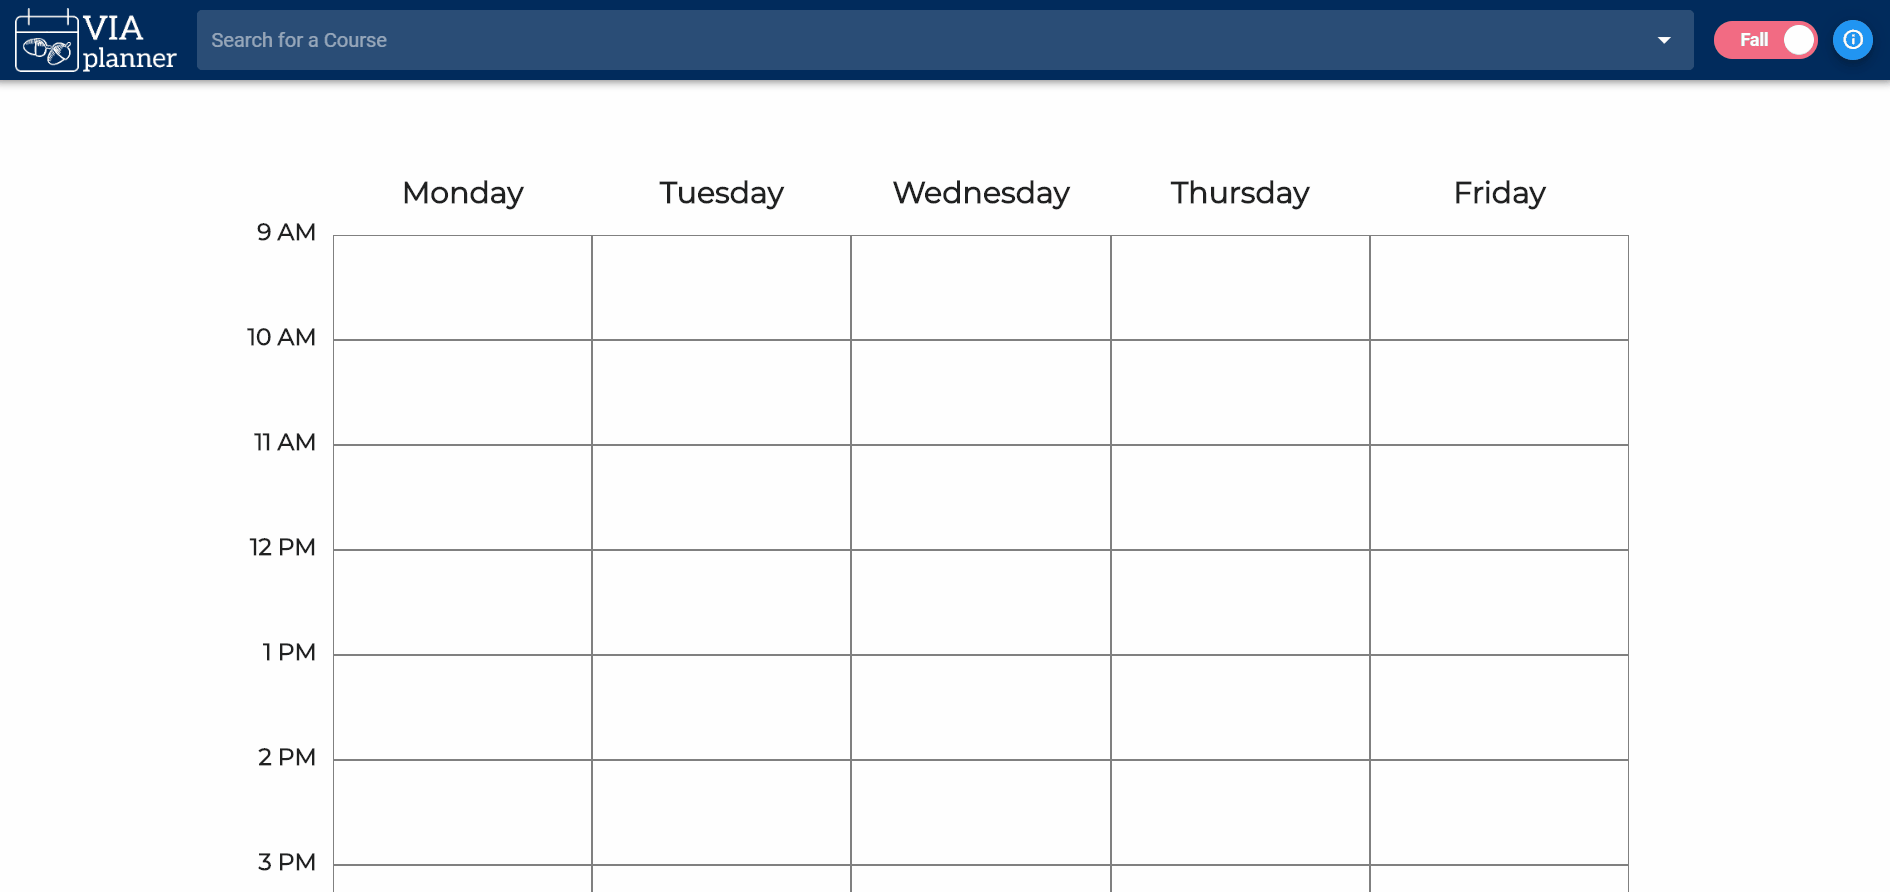 VIA
planner
Search for a Course
Fall
Monday Tuesday Wednesday Thursday Friday
9 AM
10 AM
11 AM
12 PM
1 PM
2 PM
3 PM